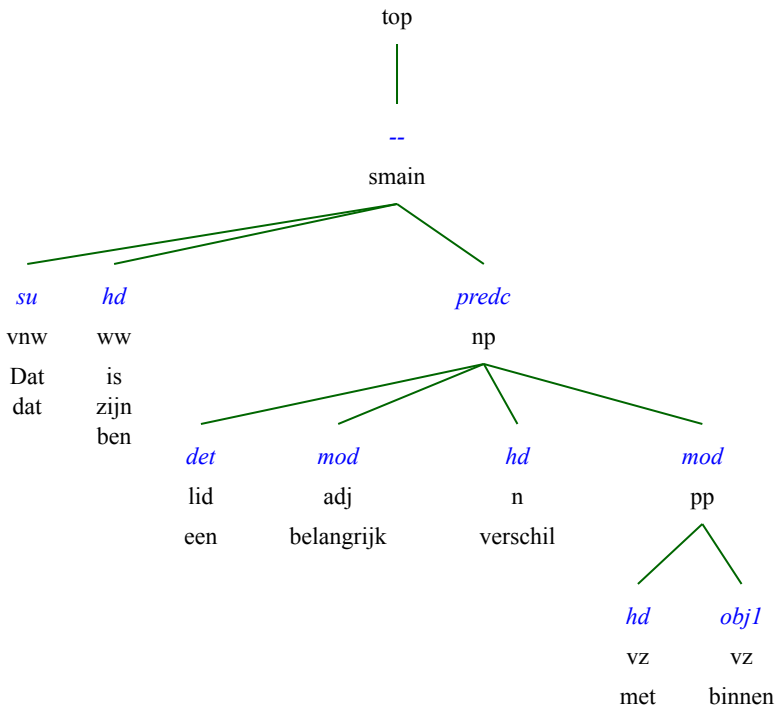 top
--
smain
su hd predc
vnw ww np
Dat is
dat zijn
ben
det mod hd mod
lid adj n pp
een belangrijk verschil
hd obj1
vz vz
met binnen